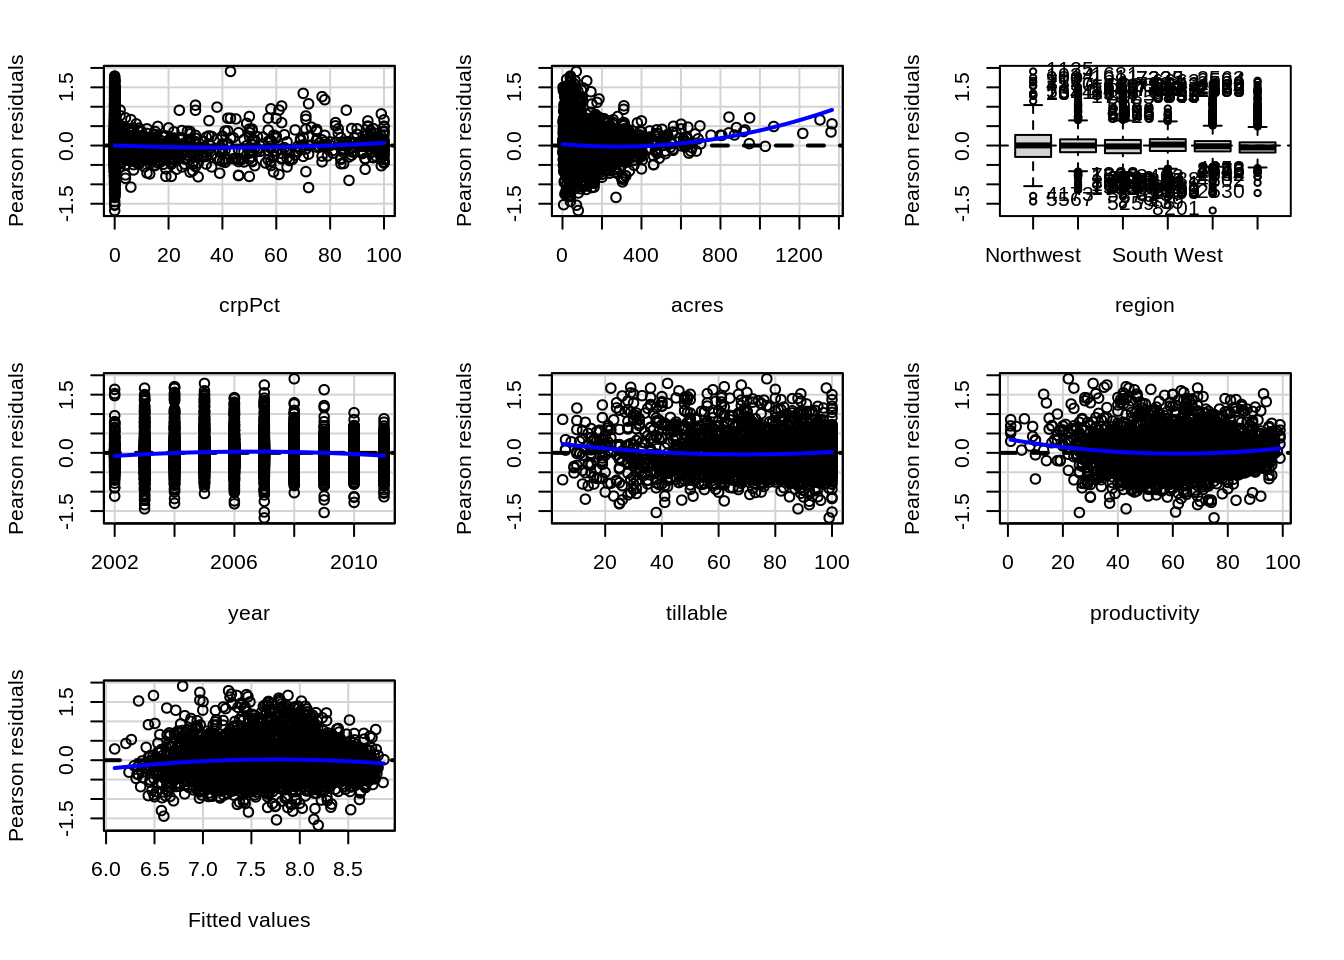 Pearson residuals
1.5
0.0
-1.5
0 20 40 60 80 100
crpPct
Pearson residuals
1.5
0.0
-1.5
0 400 800 1200
acres
Pearson residuals
1.5
0.0
-1.5
8201
Northwest South West
region
Pearson residuals
1.5
0.0
-1.5
2002 2006 2010
year
Pearson residuals
1.5
0.0
-1.5
20 40 60 80 100
tillable
Pearson residuals
1.5
0.0
-1.5
0 20 40 60 80 100
productivity
Pearson residuals
1.5
0.0
-1.5
6.0 6.5 7.0 7.5 8.0 8.5
Fitted values